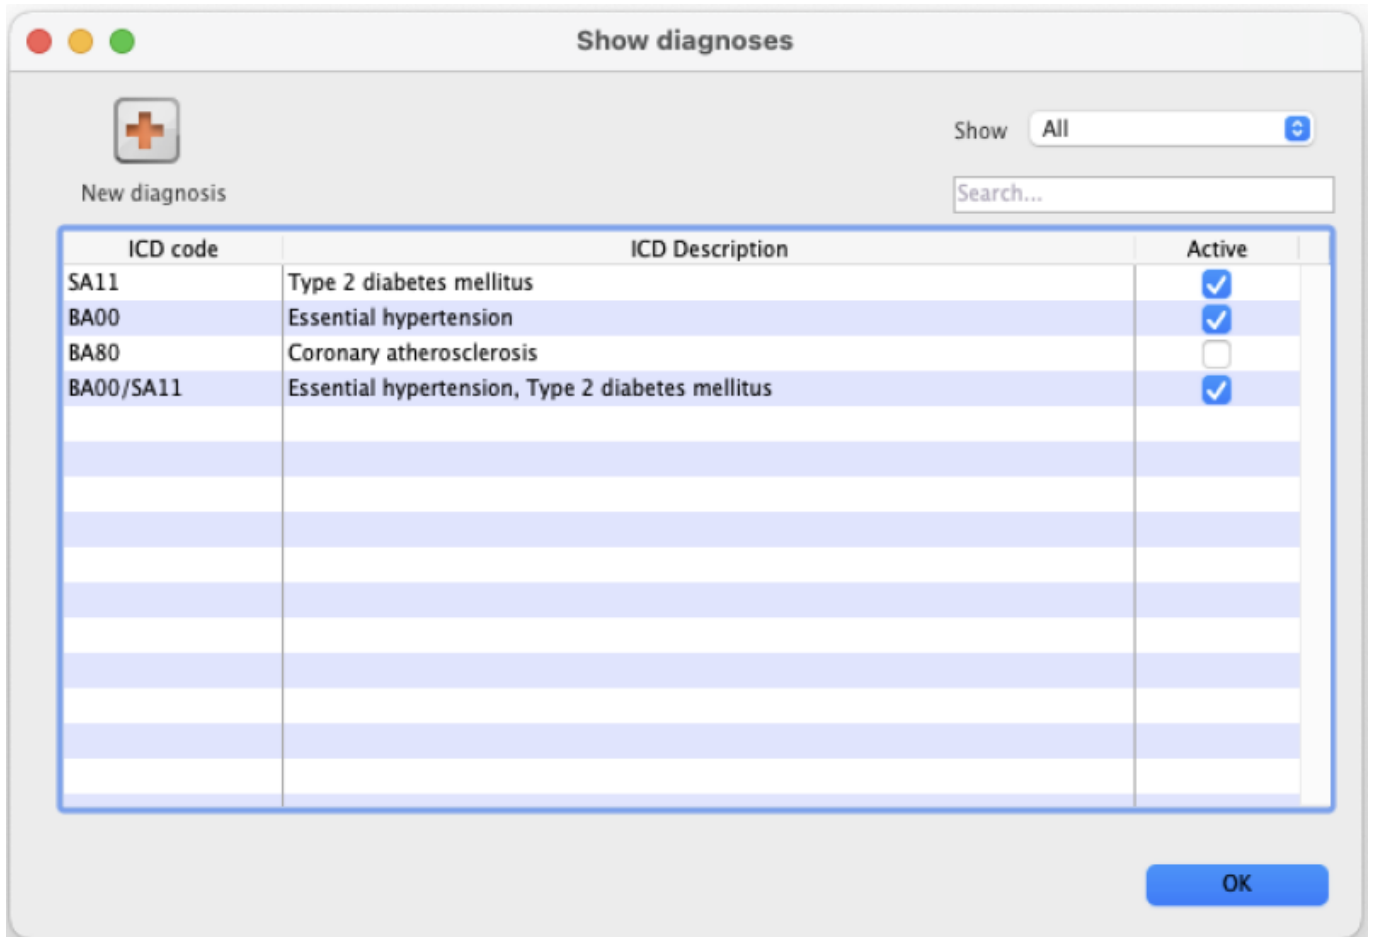 Show diagnoses
Show All
New diagnosis
Search...
ICD code ICD Description Active
SA11 Type 2 diabetes mellitus
BA00 Essential hypertension
BA80 Coronary atherosclerosis
BA00/SA11 Essential hypertension, Type 2 diabetes mellitus
OK